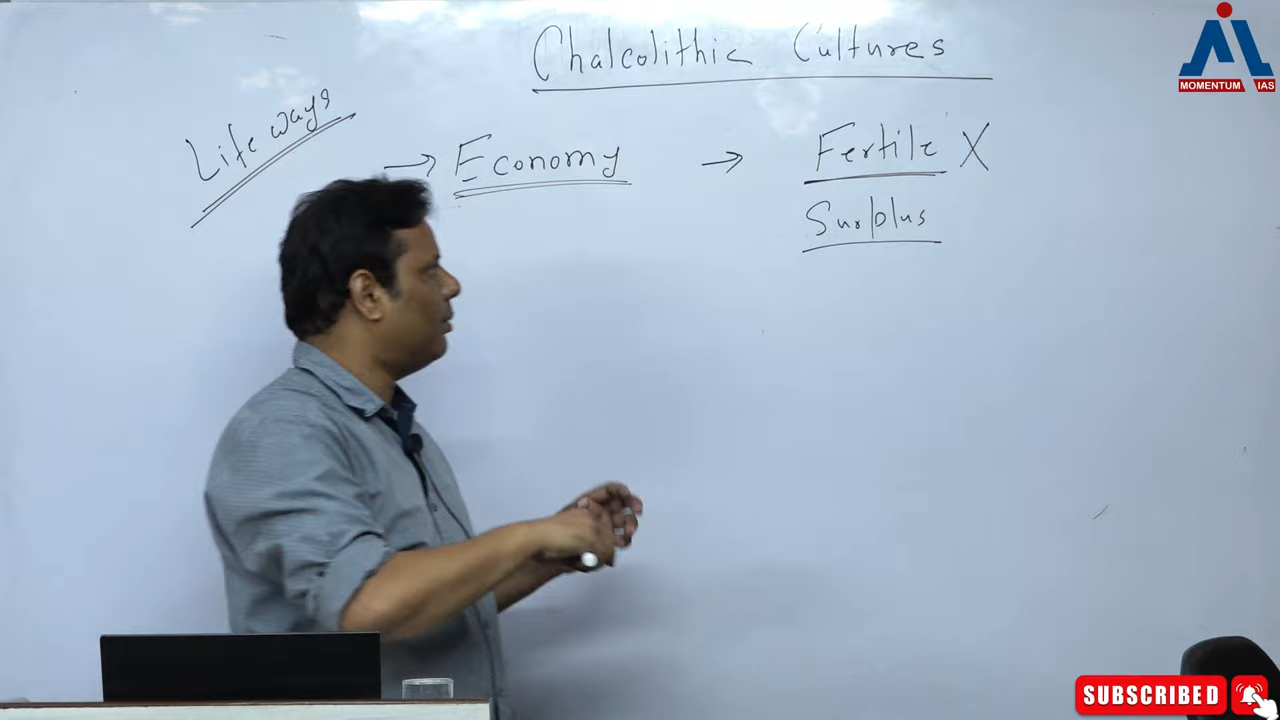 Chalcolithic Cultures
MOMENTUM IAS
Life ways
→ Economy → Fertile X
Surplus
SUBSCRIBED